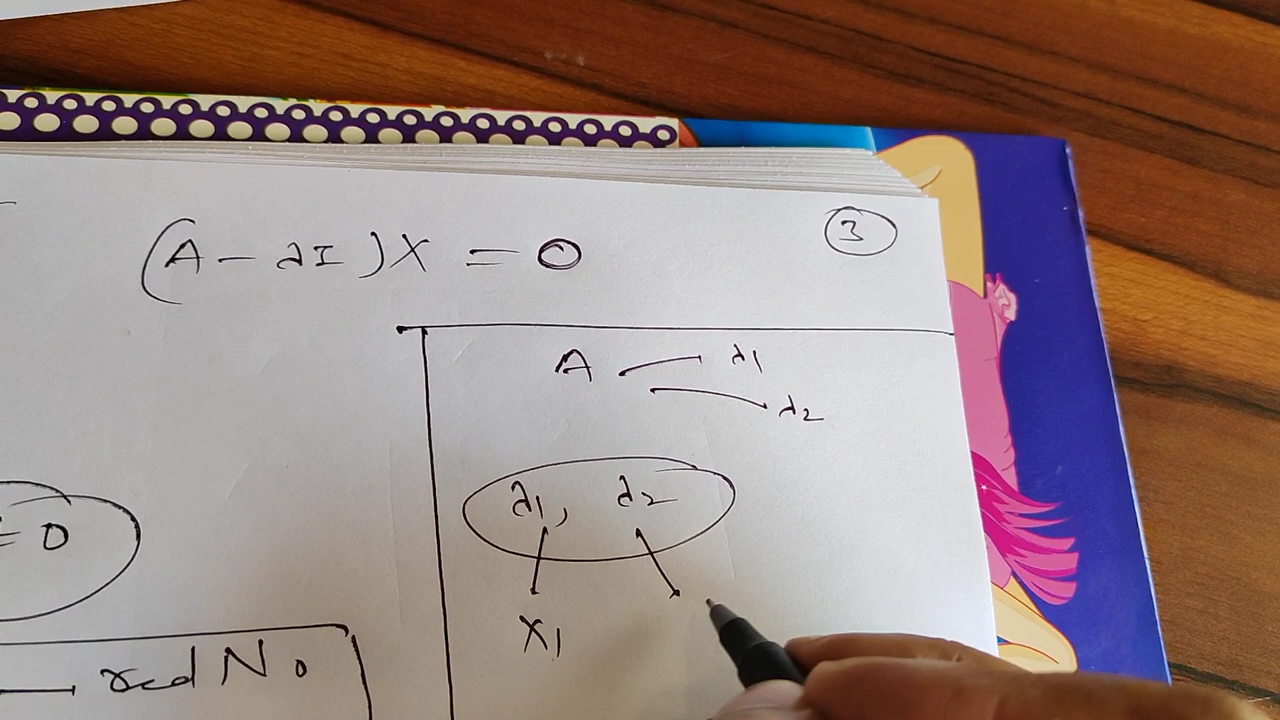 (A - λI)X = 0
3
A λ1
λ2
λ1, λ2
X1
= 0
No